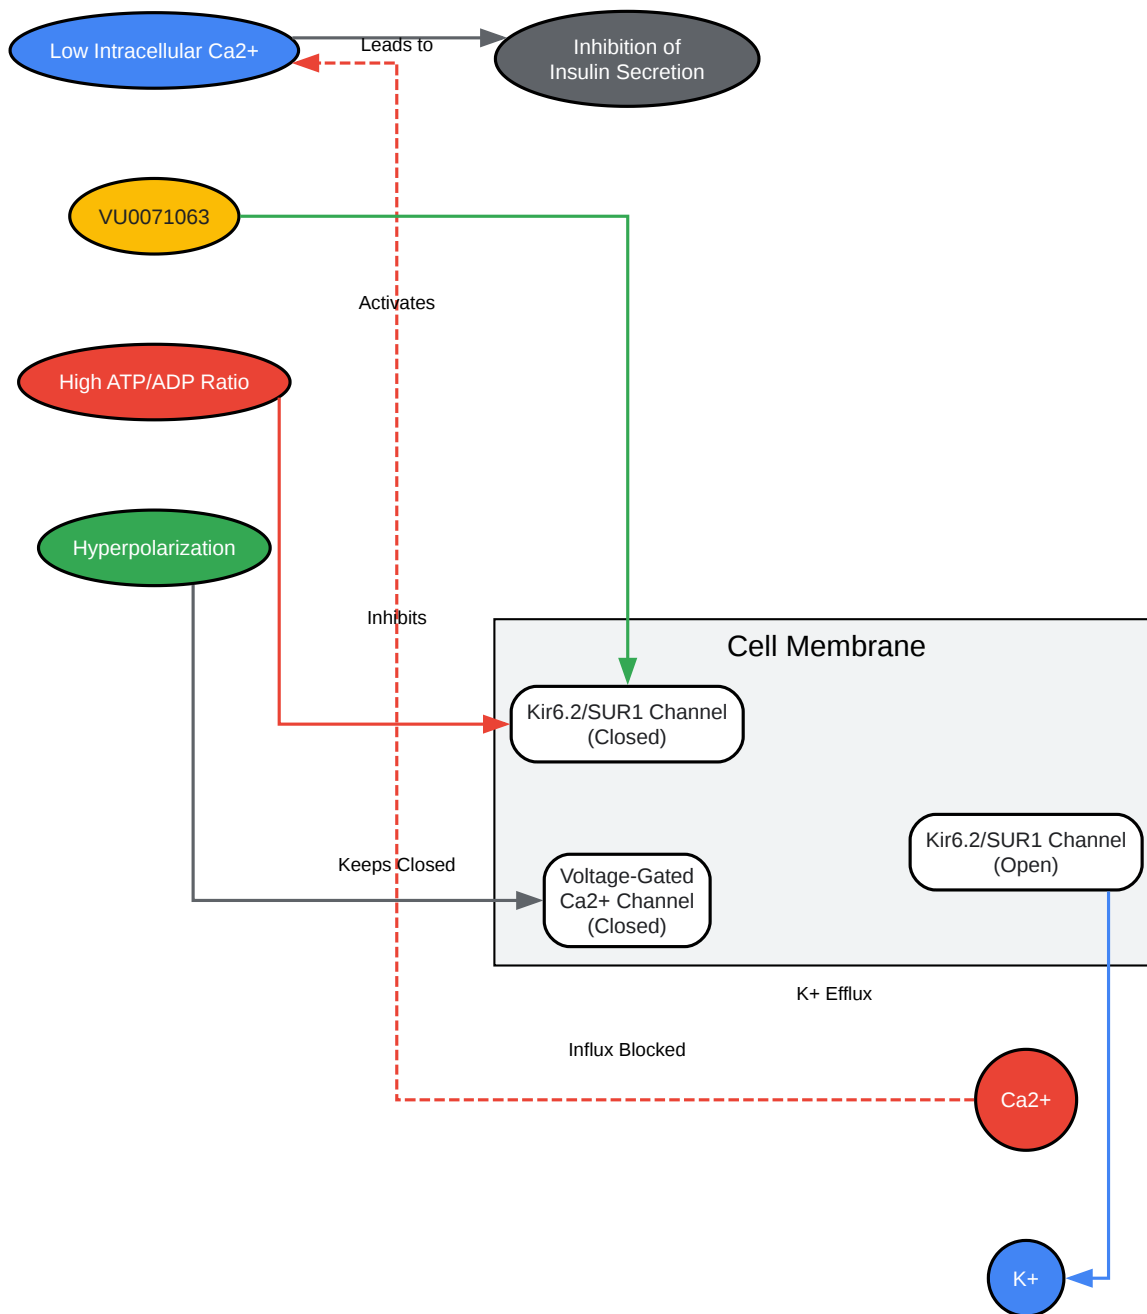 Low Intracellular Ca2+
Leads to
Inhibition of
Insulin Secretion
VU0071063
Activates
High ATP/ADP Ratio
Hyperpolarization
Inhibits
Cell Membrane
Kir6.2/SUR1 Channel
(Closed)
Kir6.2/SUR1 Channel
(Open)
Keeps Closed
Voltage-Gated
Ca2+ Channel
(Closed)
K+ Efflux
Influx Blocked
Ca2+
K+